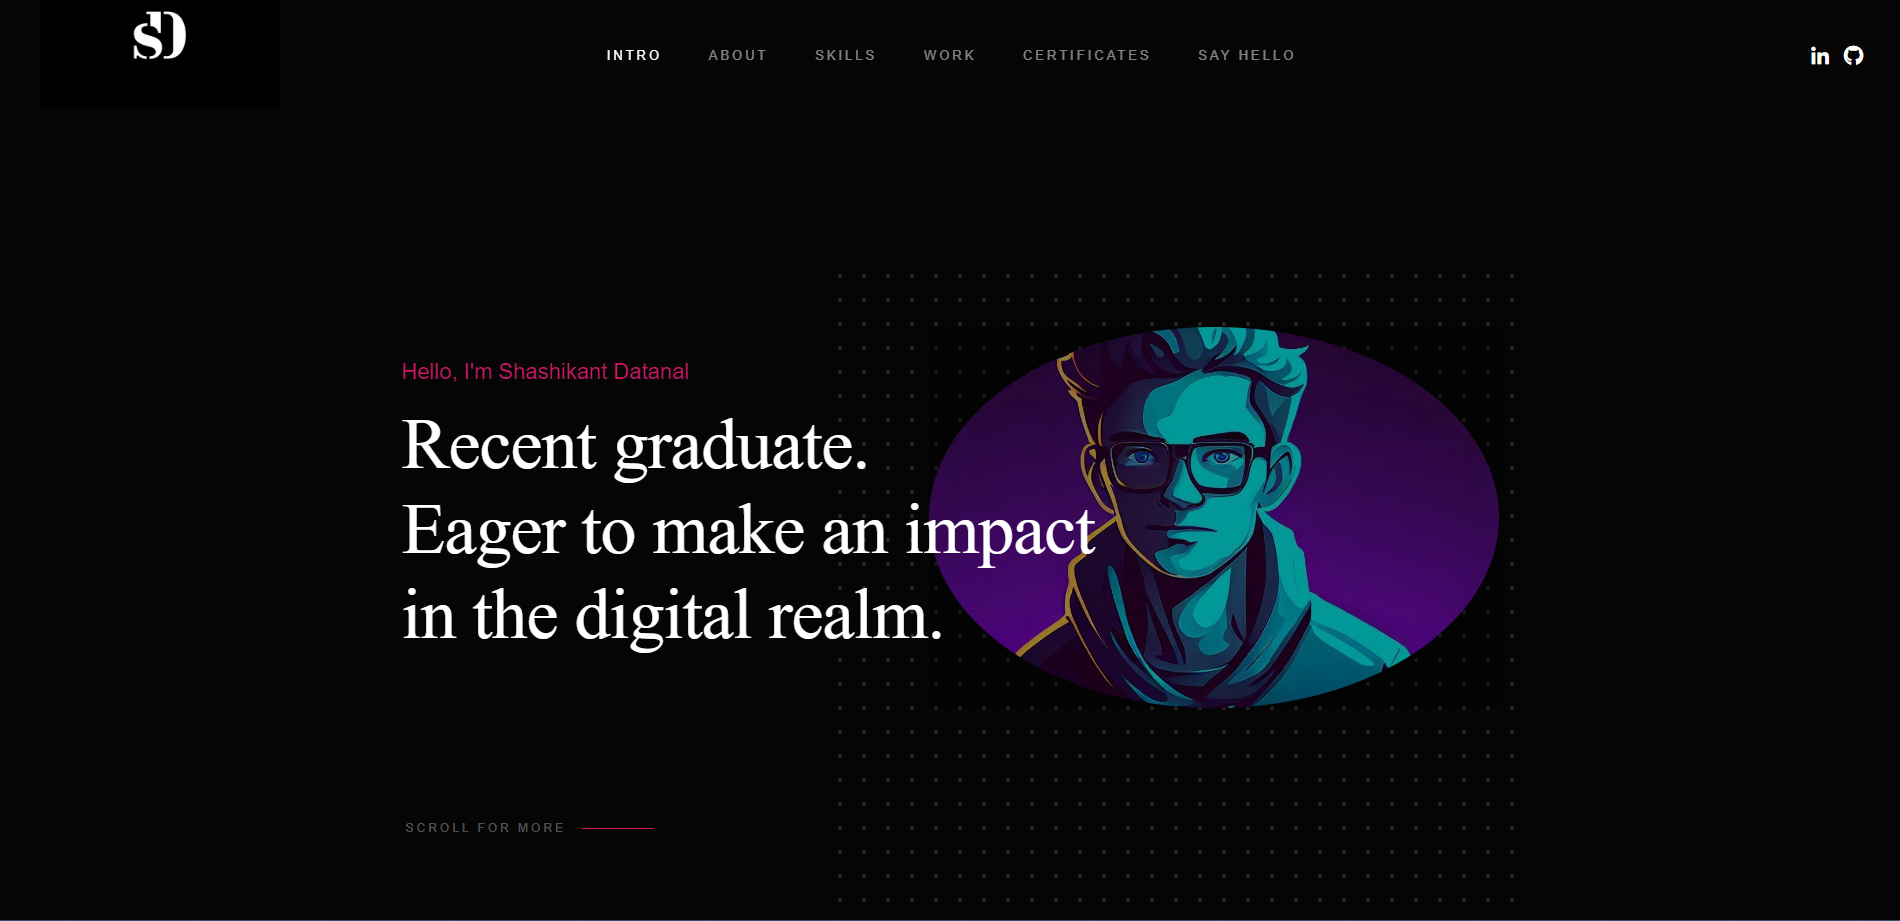 SD
INTRO ABOUT SKILLS WORK CERTIFICATES SAY HELLO
in
Hello, I'm Shashikant Datanal
Recent graduate.
Eager to make an impact
in the digital realm.
SCROLL FOR MORE